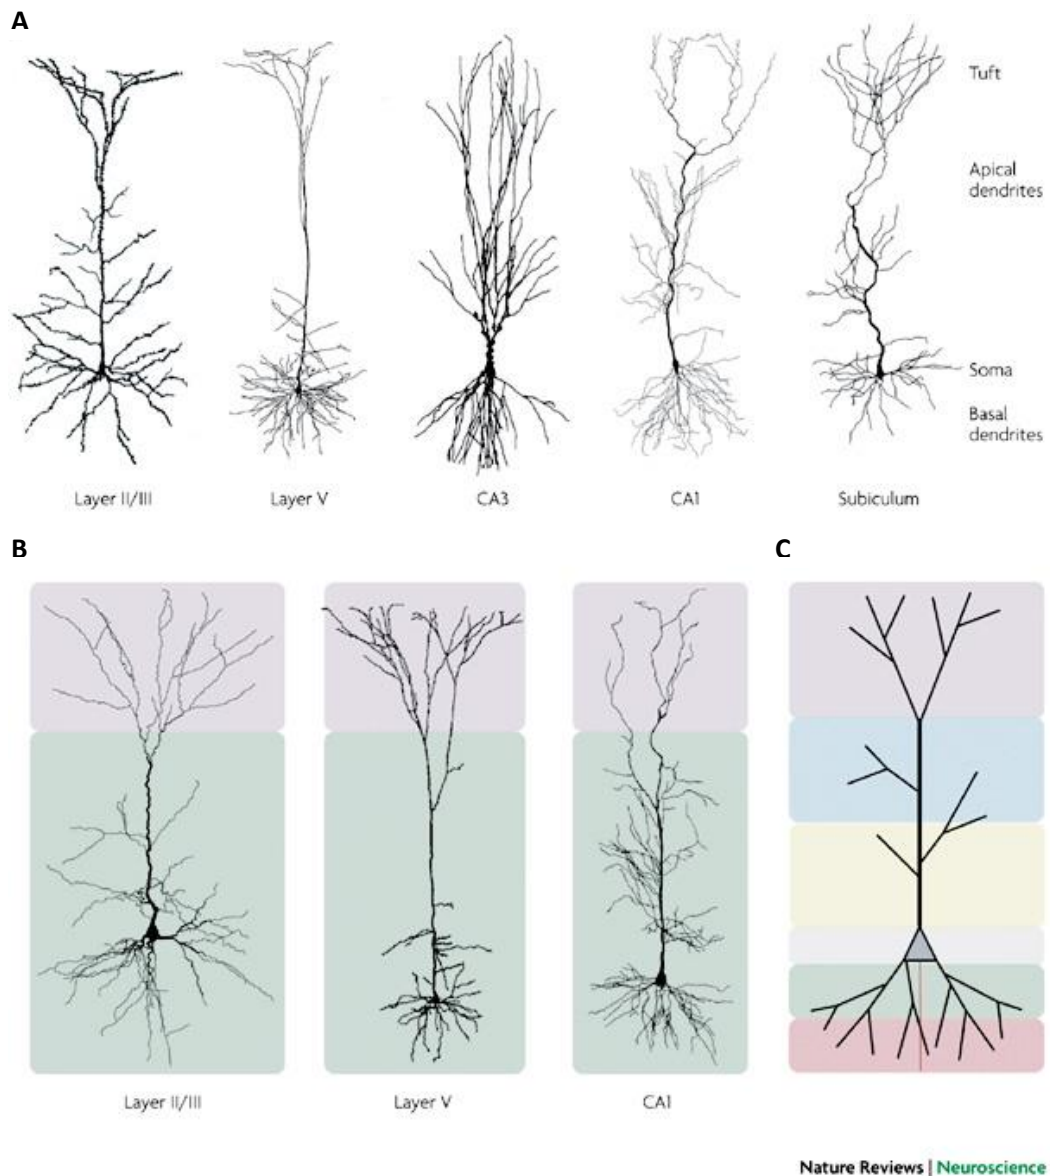 A
Tuft
Apical
dendrites
Soma
Basal
dendrites
Layer II/III
Layer V
CA3
CA1
Subiculum
B
C
Layer II/III
Layer V
CA1
Nature Reviews | Neuroscience